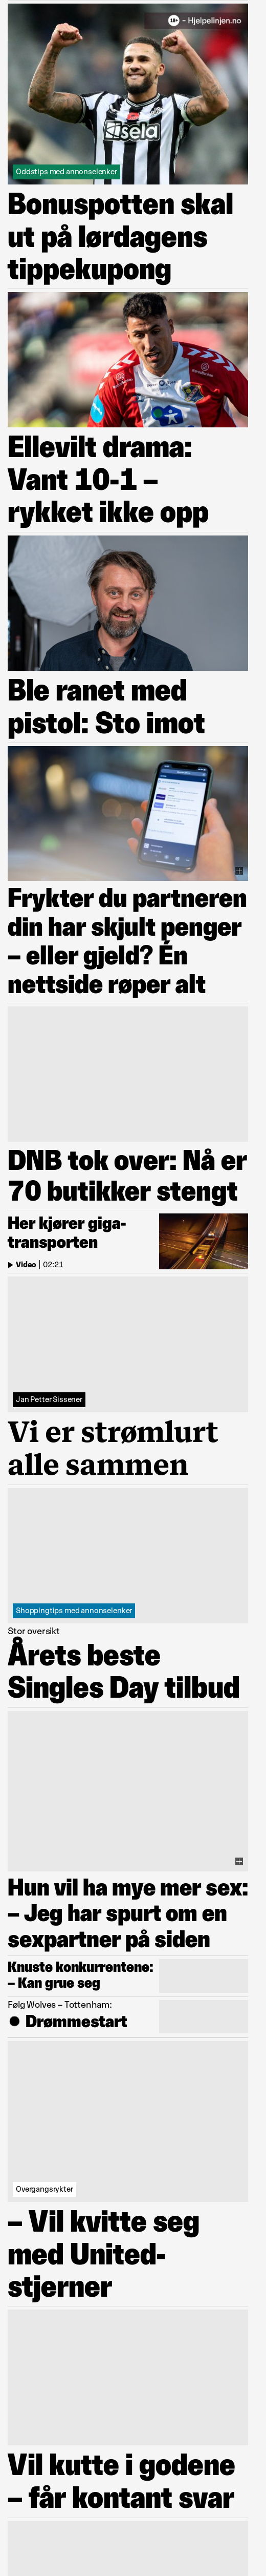 18+ – Hjelpelinjen.no
sela
Oddstips med annonselenker
Bonuspotten skal
ut på lørdagens
tippekupong
Ellevilt drama:
Vant 10-1 –
rykket ikke opp
Ble ranet med
pistol: Sto imot
Frykter du partneren
din har skjult penger
– eller gjeld? Én
nettside røper alt
DNB tok over: Nå er
70 butikker stengt
Her kjører giga-
transporten
Video | 02:21
Jan Petter Sissener
Vi er strømlurt
alle sammen
Shoppingtips med annonselenker
Stor oversikt
Årets beste
Singles Day tilbud
Hun vil ha mye mer sex:
– Jeg har spurt om en
sexpartner på siden
Knuste konkurrentene:
– Kan grue seg
Følg Wolves – Tottenham:
● Drømmestart
Overgangsrykter
– Vil kvitte seg
med United-
stjerner
Vil kutte i godene
– får kontant svar